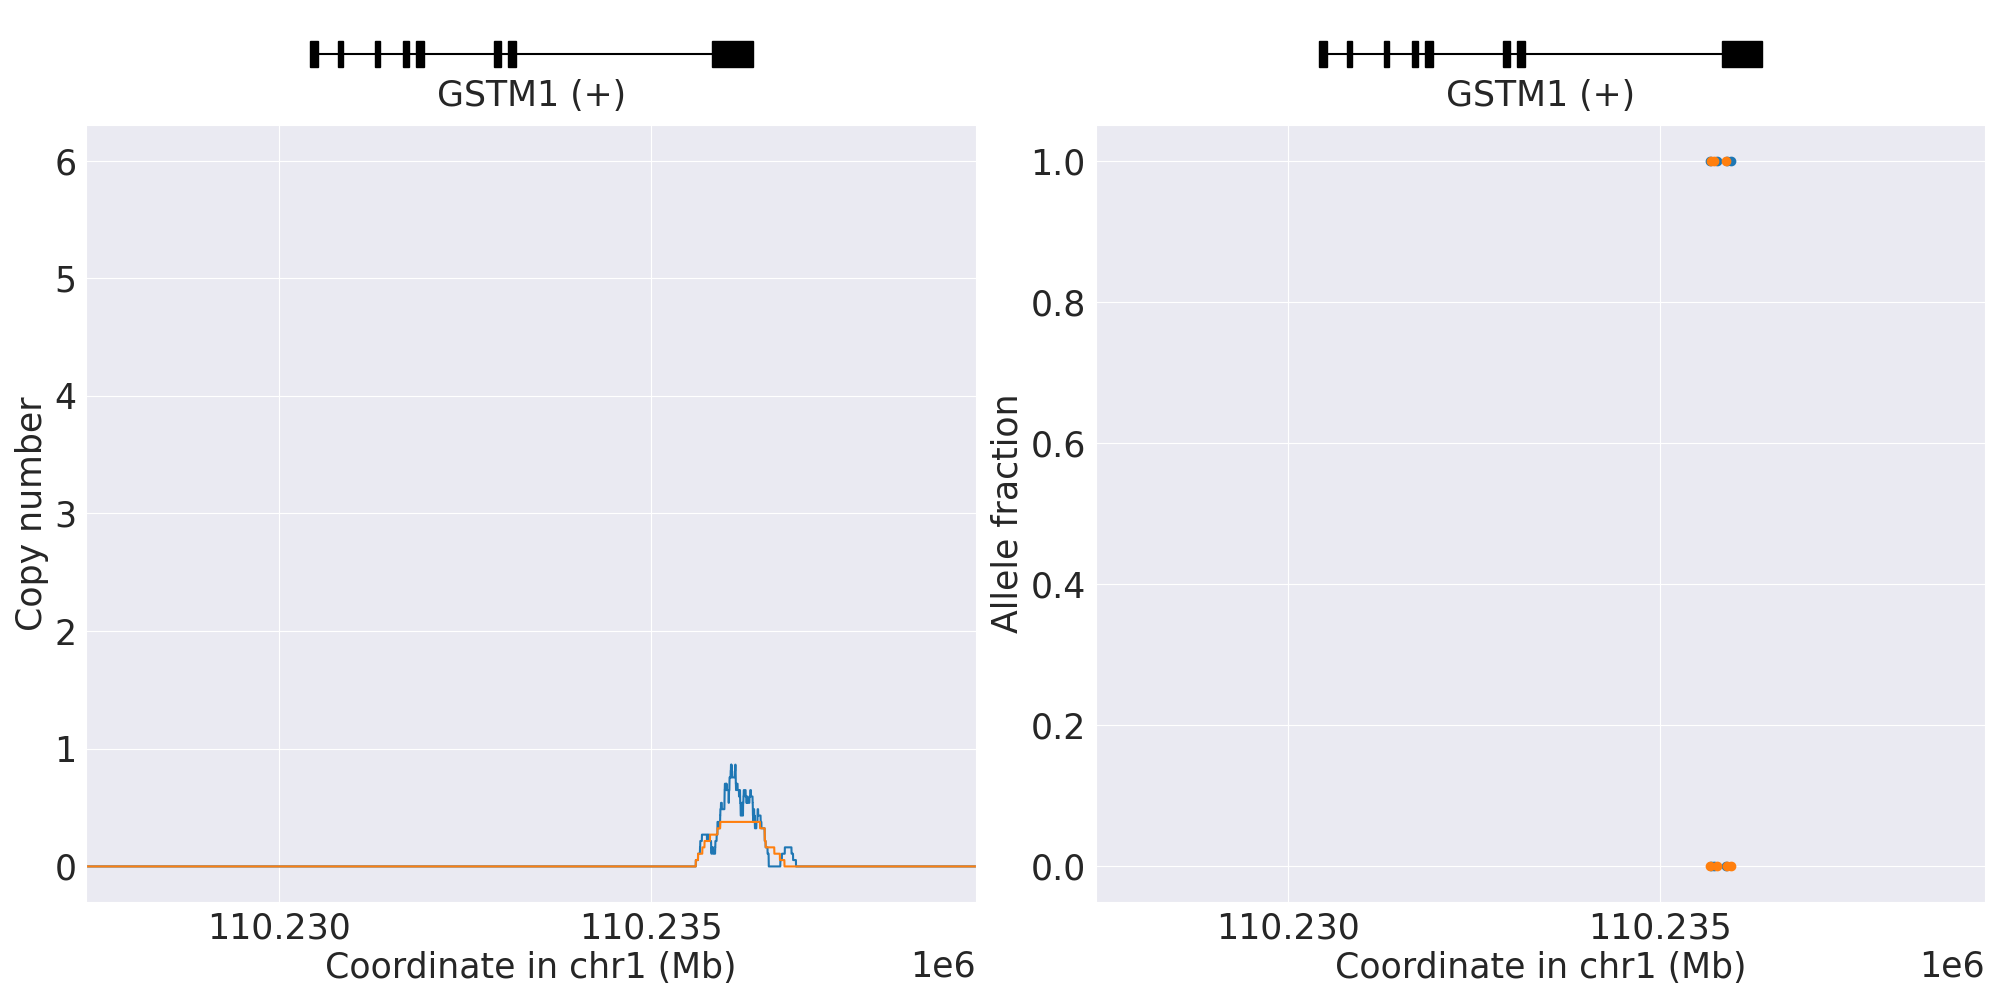 GSTM1 (+)
6
5
4
3
2
1
0
Copy number
110.230
110.235
Coordinate in chr1 (Mb)
1e6
GSTM1 (+)
1.0
0.8
0.6
0.4
0.2
0.0
Allele fraction
110.230
110.235
Coordinate in chr1 (Mb)
1e6